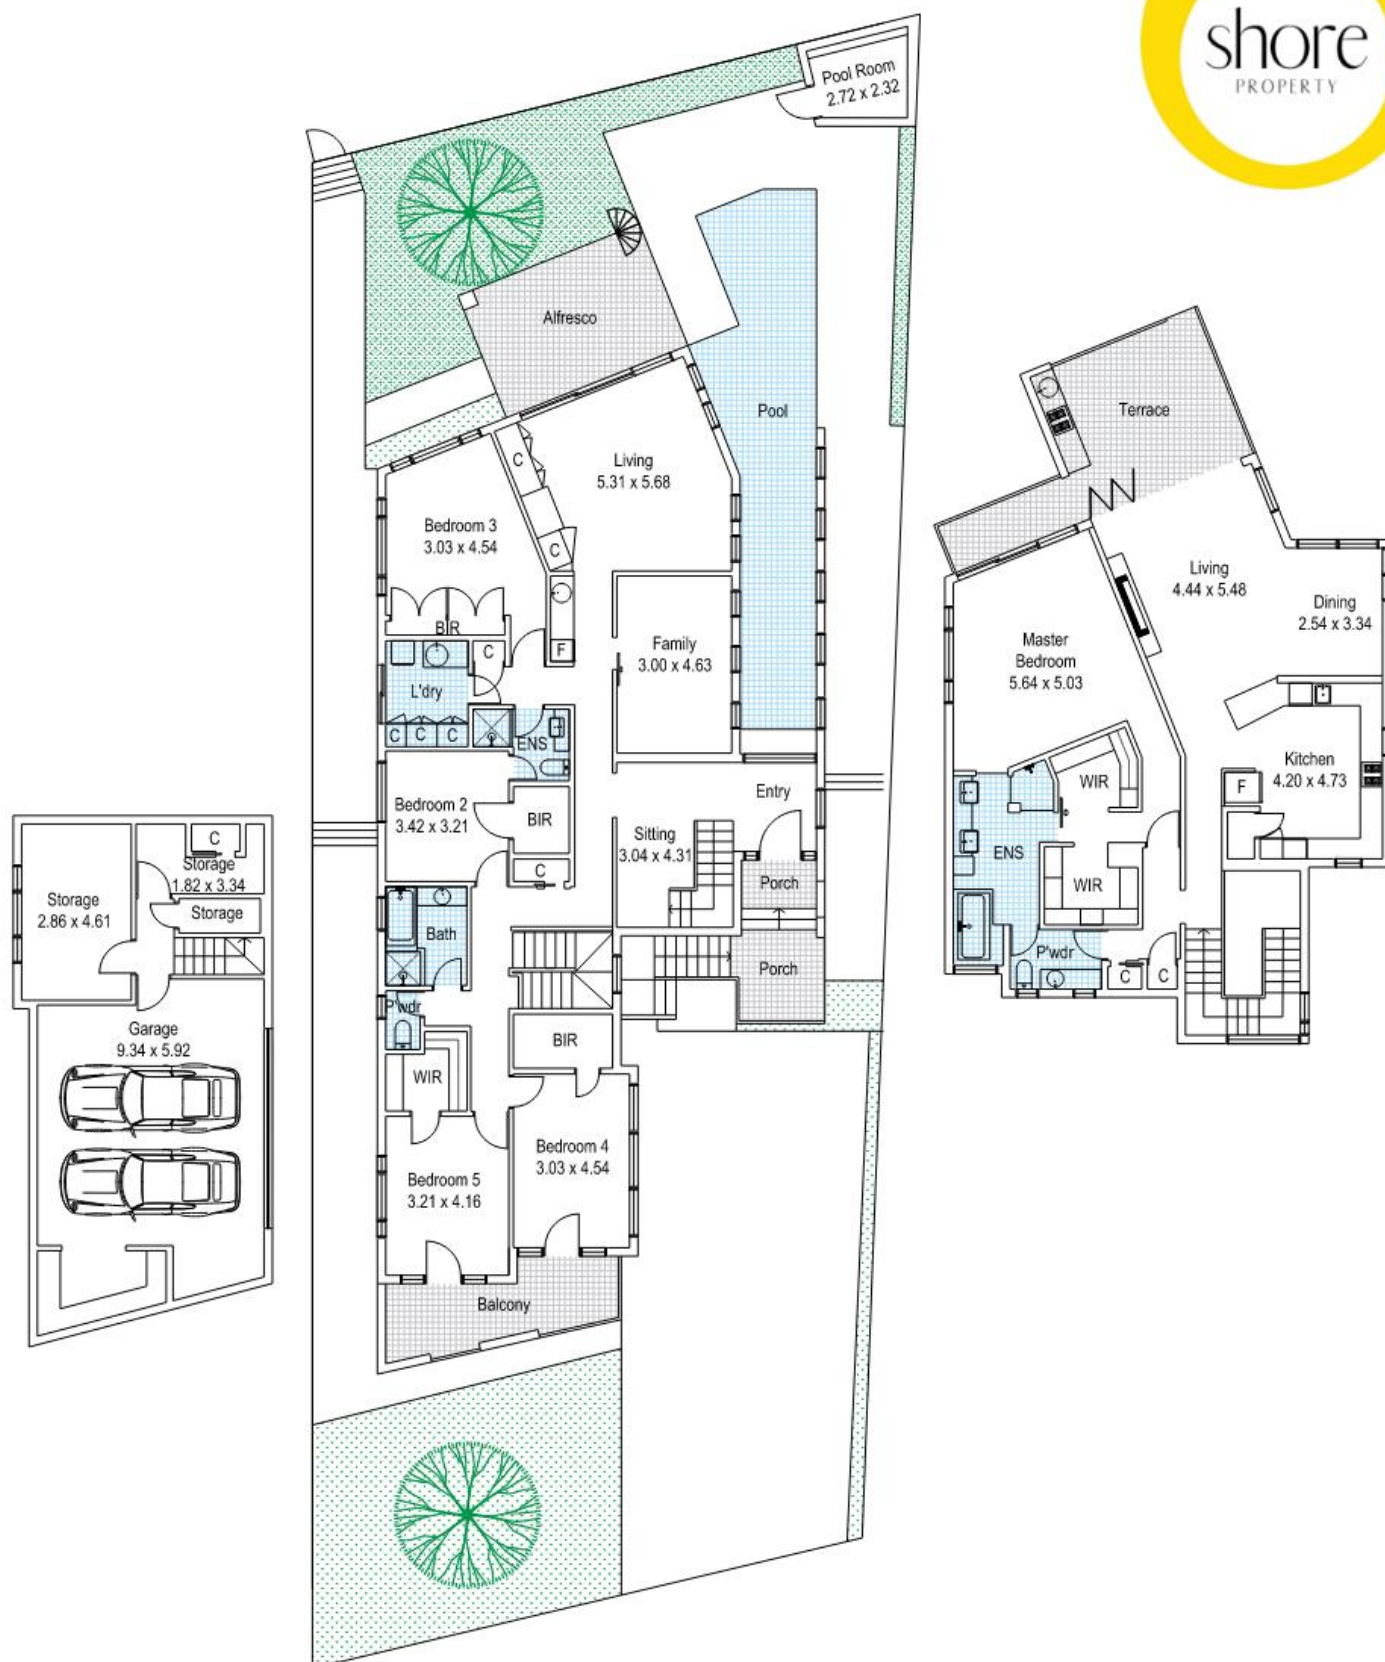 shore
PROPERTY
Pool Room
2.72 x 2.32
Alfresco
Pool
Living
5.31 x 5.68
C
C
Bedroom 3
3.03 x 4.54
BIR
F
Family
3.00 x 4.63
C
L'dry
C
C
C
ENS
Bedroom 2
3.42 x 3.21
BIR
C
Entry
Sitting
3.04 x 4.31
Porch
Porch
Bath
P'wdr
WIR
BIR
Bedroom 4
3.03 x 4.54
Bedroom 5
3.21 x 4.16
Balcony
C
Storage
1.82 x 3.34
Storage
2.86 x 4.61
Storage
Garage
9.34 x 5.92
Terrace
Living
4.44 x 5.48
Dining
2.54 x 3.34
Master
Bedroom
5.64 x 5.03
Kitchen
4.20 x 4.73
F
WIR
ENS
WIR
P'wdr
C
C